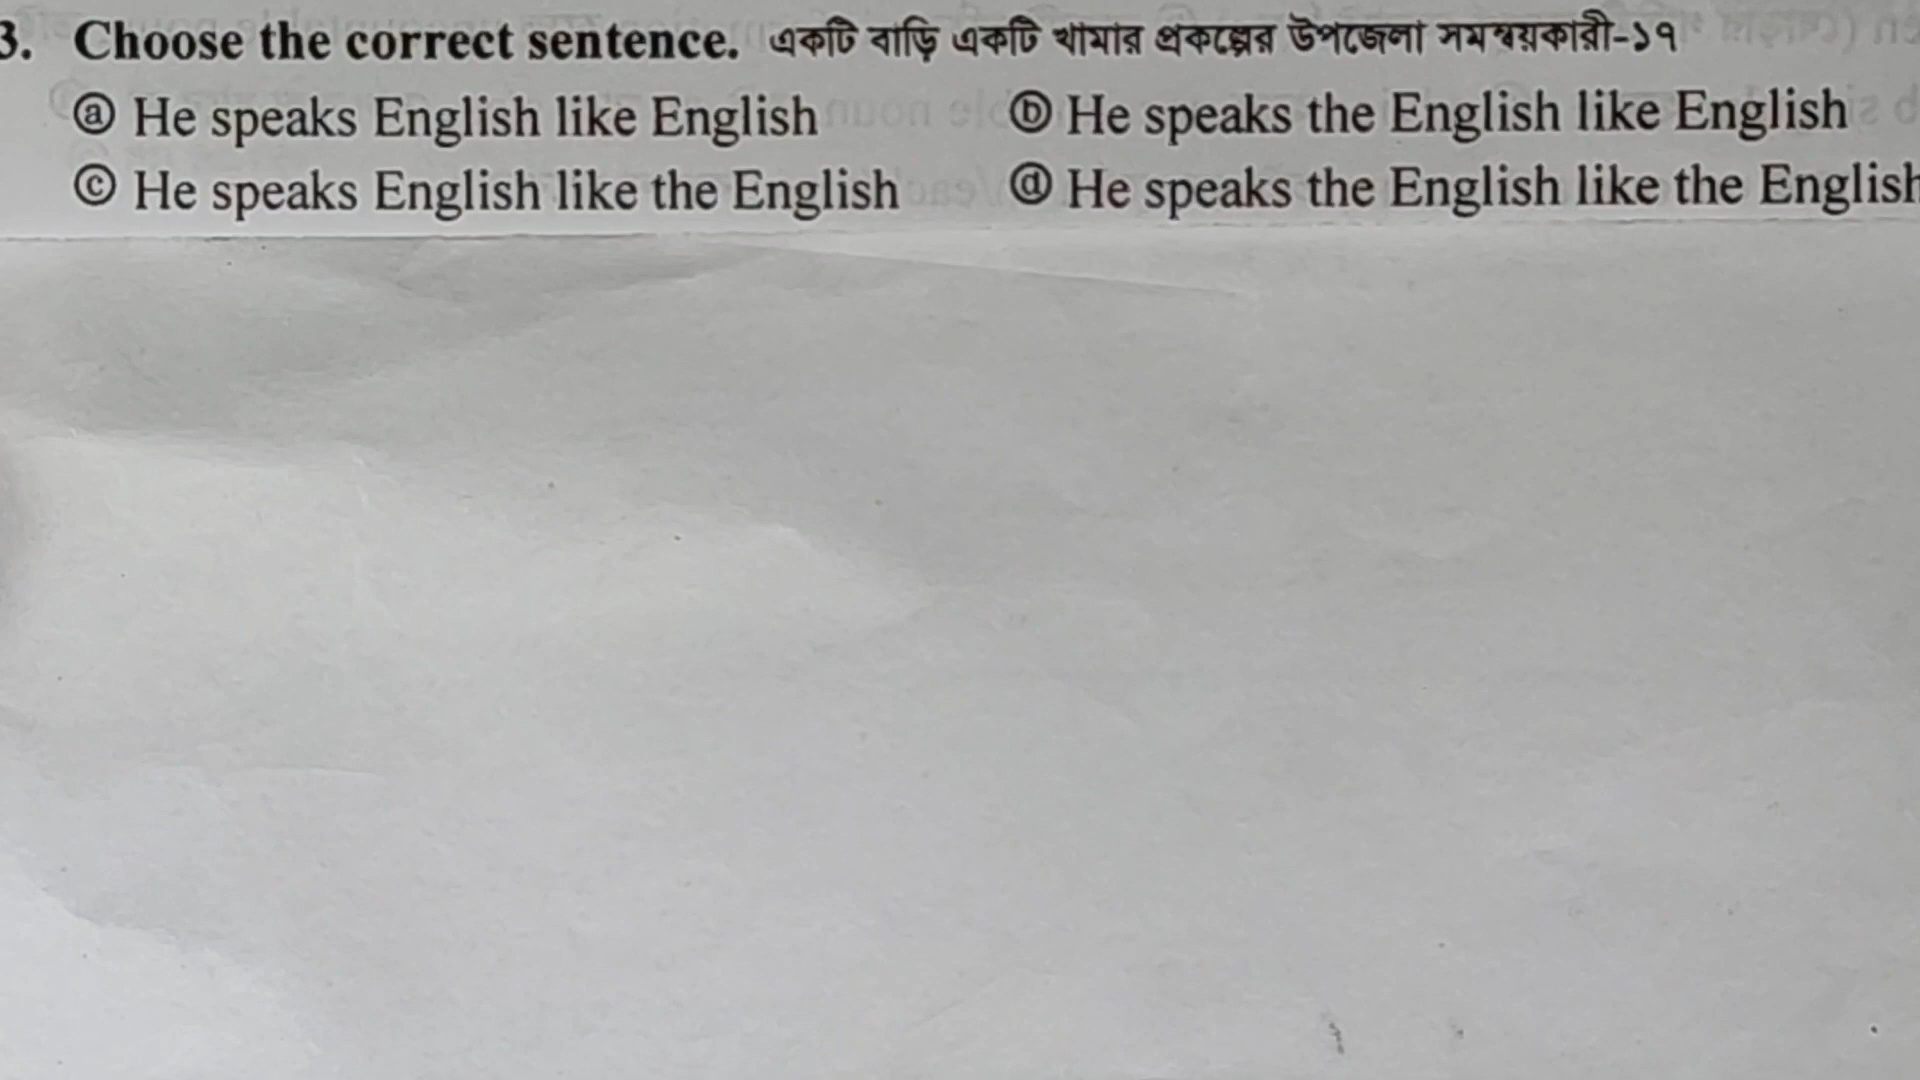 3. Choose the correct sentence. একটি বাড়ি একটি খামার প্রকল্পের উপজেলা সমন্বয়কারী-১৭
ⓐ He speaks English like English ⓑ He speaks the English like English
ⓒ He speaks English like the English ⓓ He speaks the English like the English